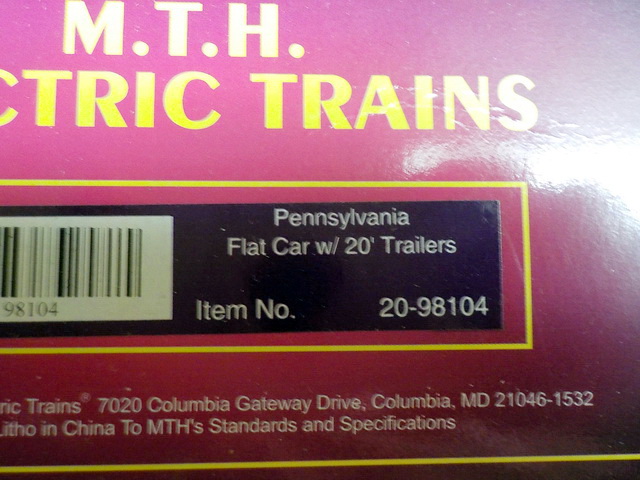 M.T.H.
CTRIC TRAINS
Pennsylvania
Flat Car w/ 20' Trailers
98104
Item No. 20-98104
ric Trains® 7020 Columbia Gateway Drive, Columbia, MD 21046-1532
Litho in China To MTH's Standards and Specifications